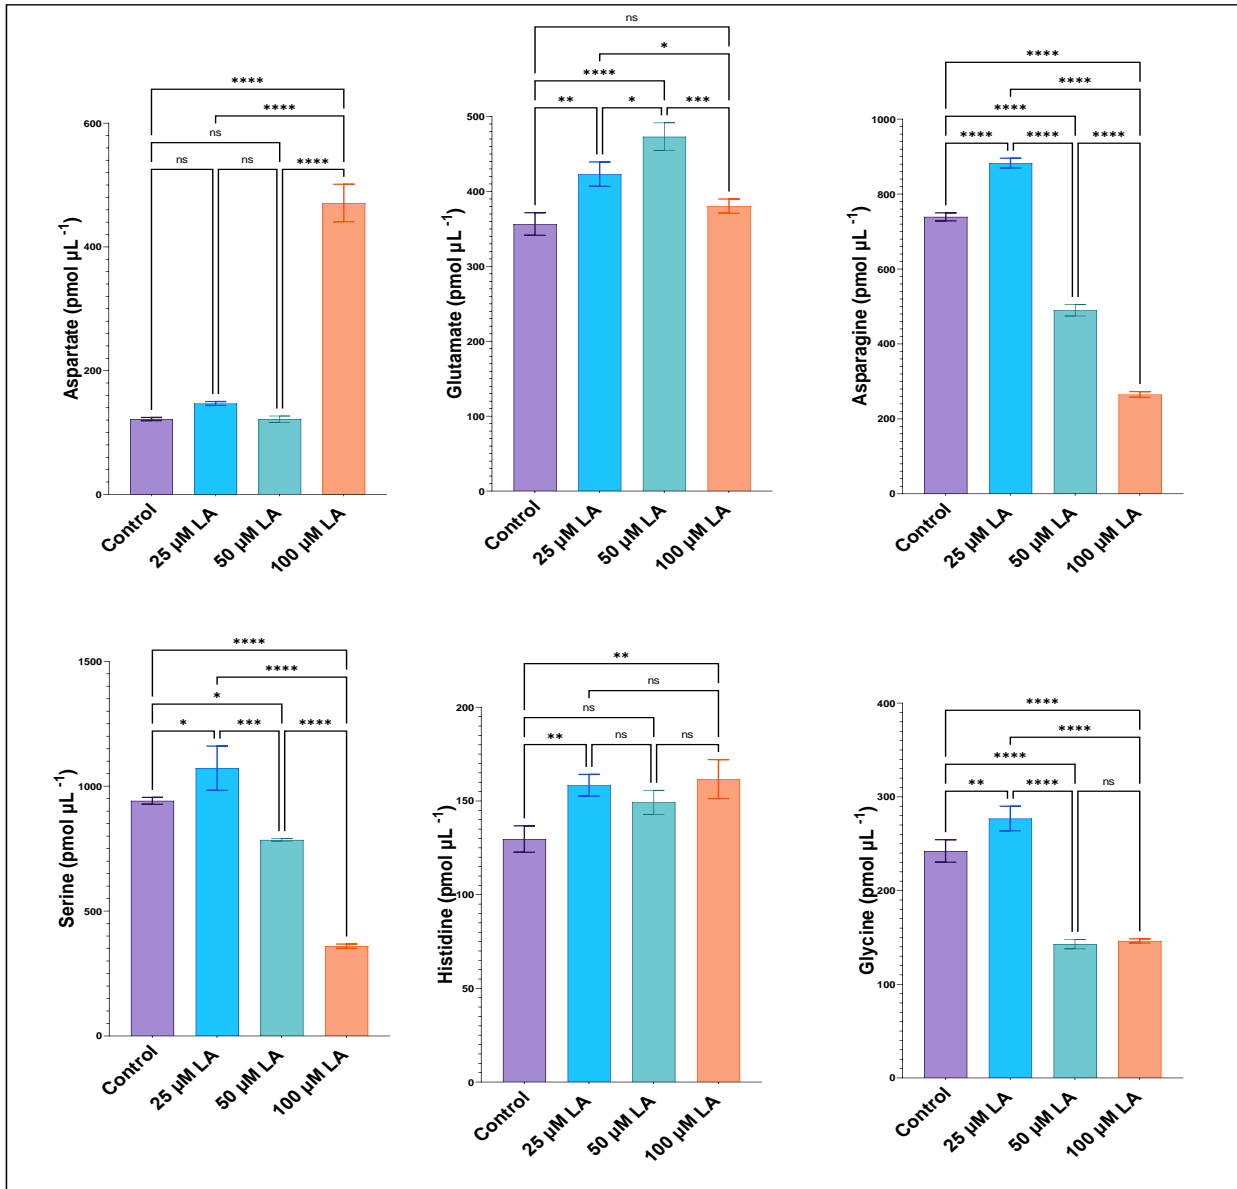 ****
****
ns
ns ns ****
Aspartate (pmol µL -1)
600
400
200
0
Control 25 µM LA 50 µM LA 100 µM LA
ns
*
****
** * ***
Glutamate (pmol µL -1)
500
400
300
200
100
0
Control 25 µM LA 50 µM LA 100 µM LA
****
****
****
**** **** ****
Asparagine (pmol µL -1)
1000
800
600
400
200
0
Control 25 µM LA 50 µM LA 100 µM LA
****
****
*
* *** ****
Serine (pmol µL -1)
1500
1000
500
0
Control 25 µM LA 50 µM LA 100 µM LA
**
ns
ns
** ns ns
Histidine (pmol µL -1)
200
150
100
50
0
Control 25 µM LA 50 µM LA 100 µM LA
****
****
****
** **** ns
Glycine (pmol µL -1)
400
300
200
100
0
Control 25 µM LA 50 µM LA 100 µM LA